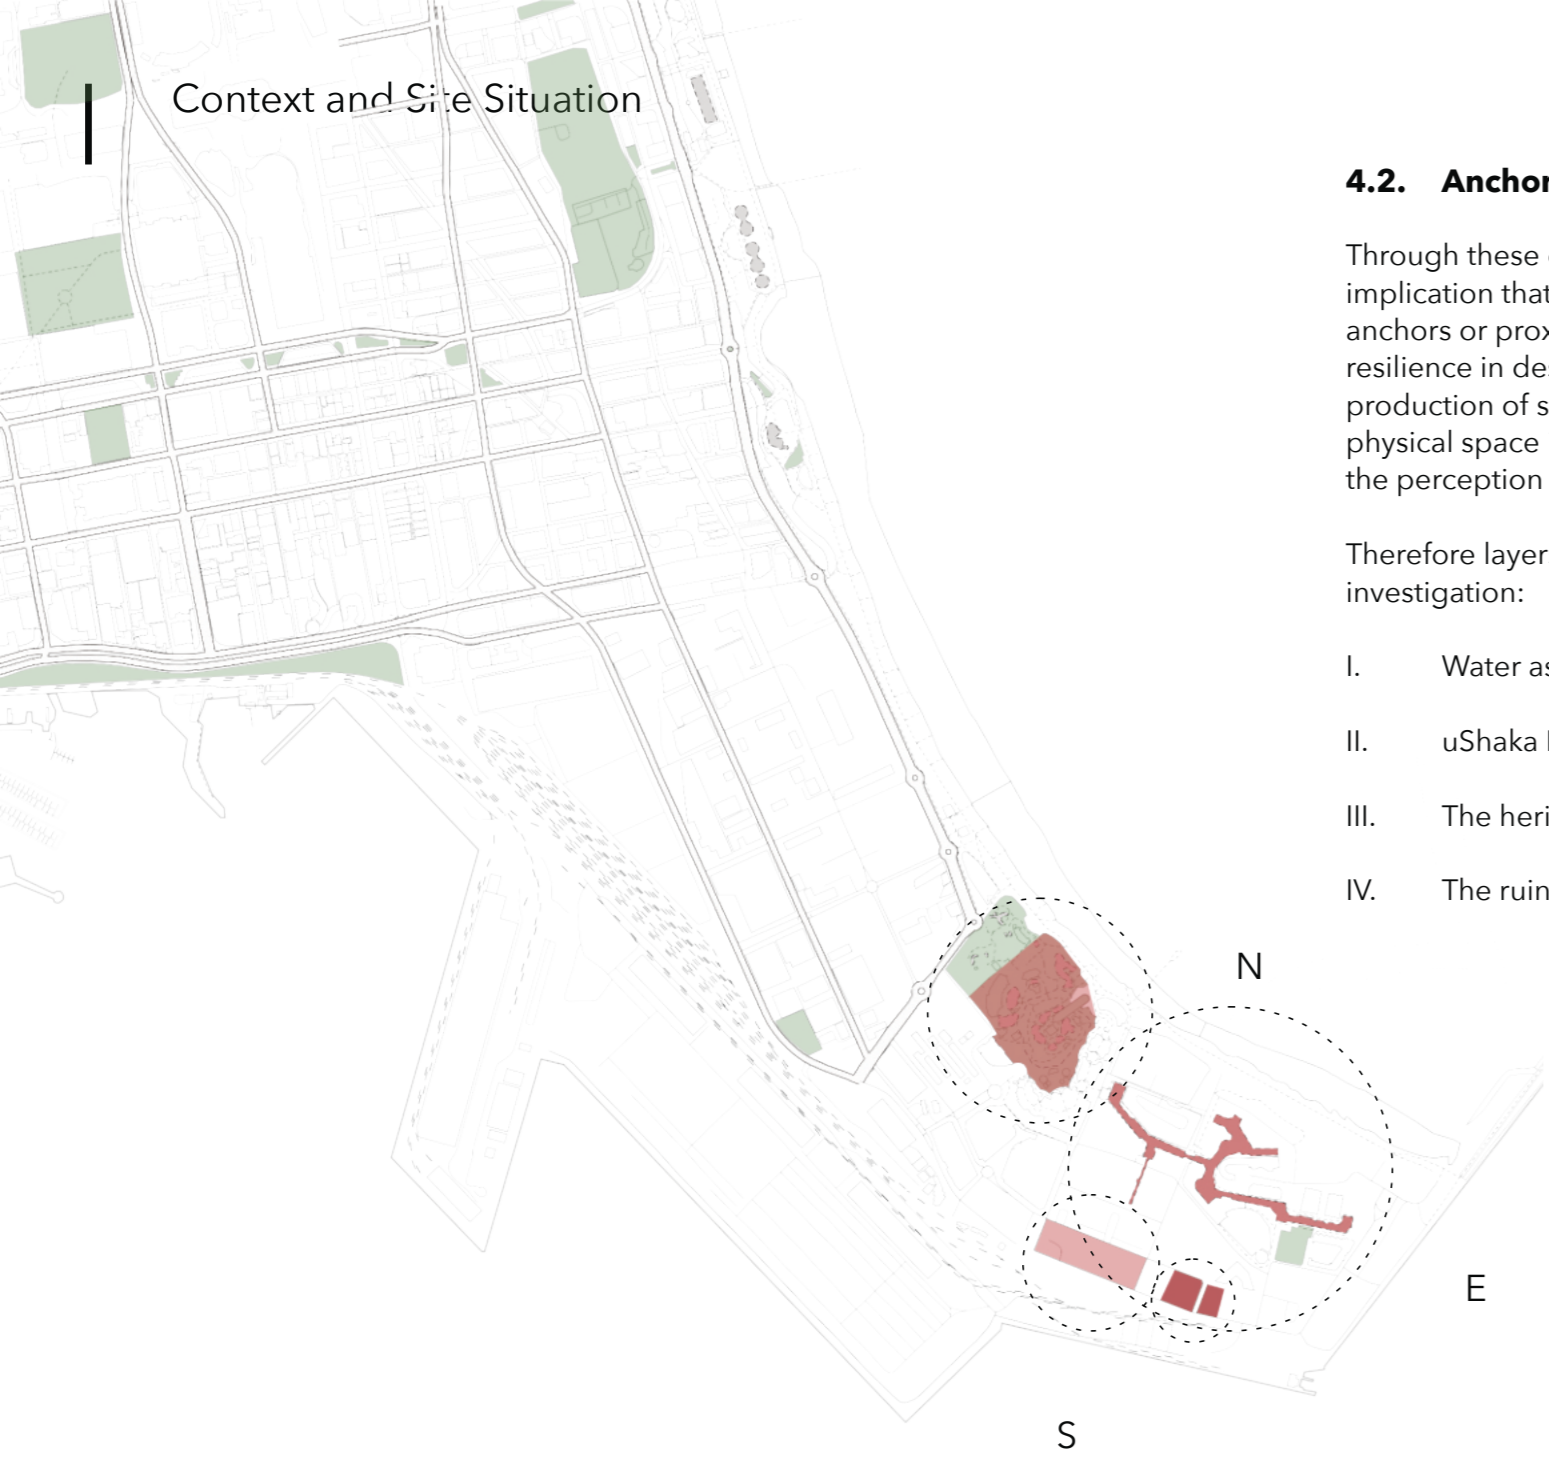 Context and Site Situation
4.2. Anchor
Through these
implication that
anchors or prox
resilience in des
production of s
physical space
the perception
Therefore layer
investigation:
I. Water as
II. uShaka
III. The heri
IV. The ruin
N
E
S